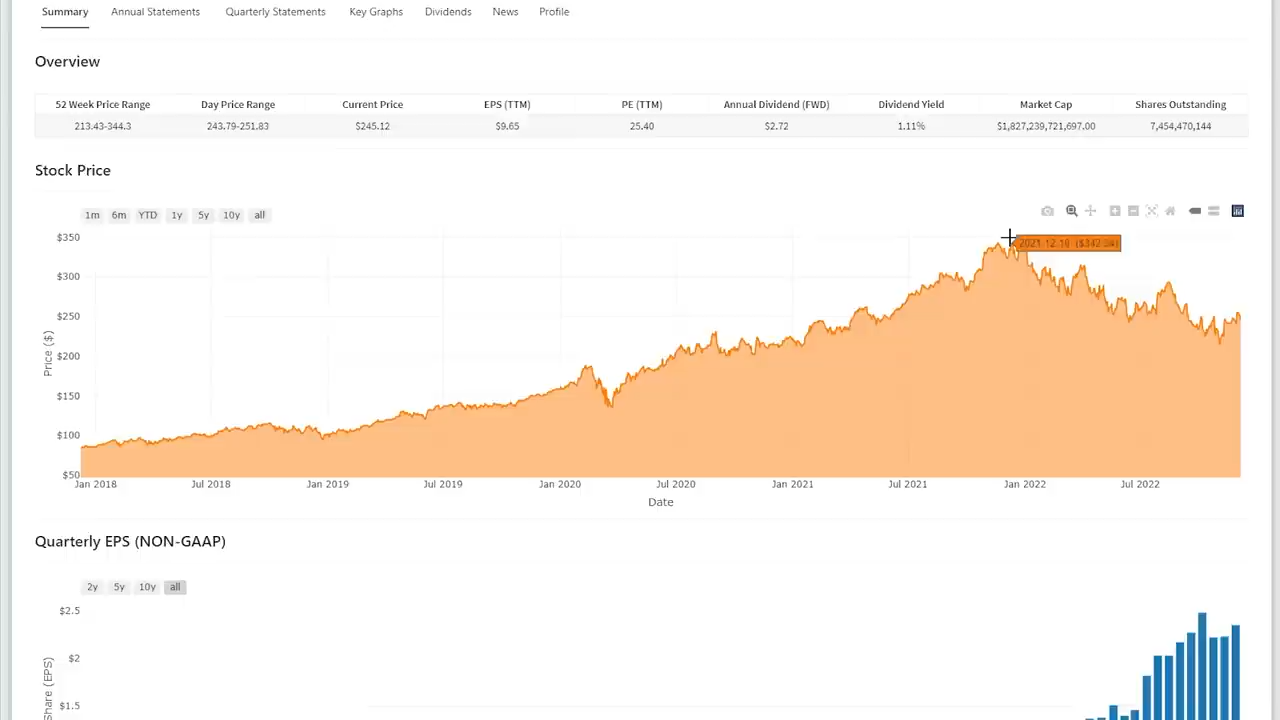 Summary Annual Statements Quarterly Statements Key Graphs Dividends News Profile
Overview
52 Week Price Range Day Price Range Current Price EPS (TTM) PE (TTM) Annual Dividend (FWD) Dividend Yield Market Cap Shares Outstanding
213.43-344.3 243.79-251.83 $245.12 $9.65 25.40 $2.72 1.11% $1,827,239,721,697.00 7,454,470,144
Stock Price
1m 6m YTD 1y 5y 10y all
$350
$300
$250
$200
$150
$100
$50
Price ($)
Jan 2018 Jul 2018 Jan 2019 Jul 2019 Jan 2020 Jul 2020 Jan 2021 Jul 2021 Jan 2022 Jul 2022
Date
Quarterly EPS (NON-GAAP)
2y 5y 10y all
$2.5
$2
$1.5
Share (EPS)